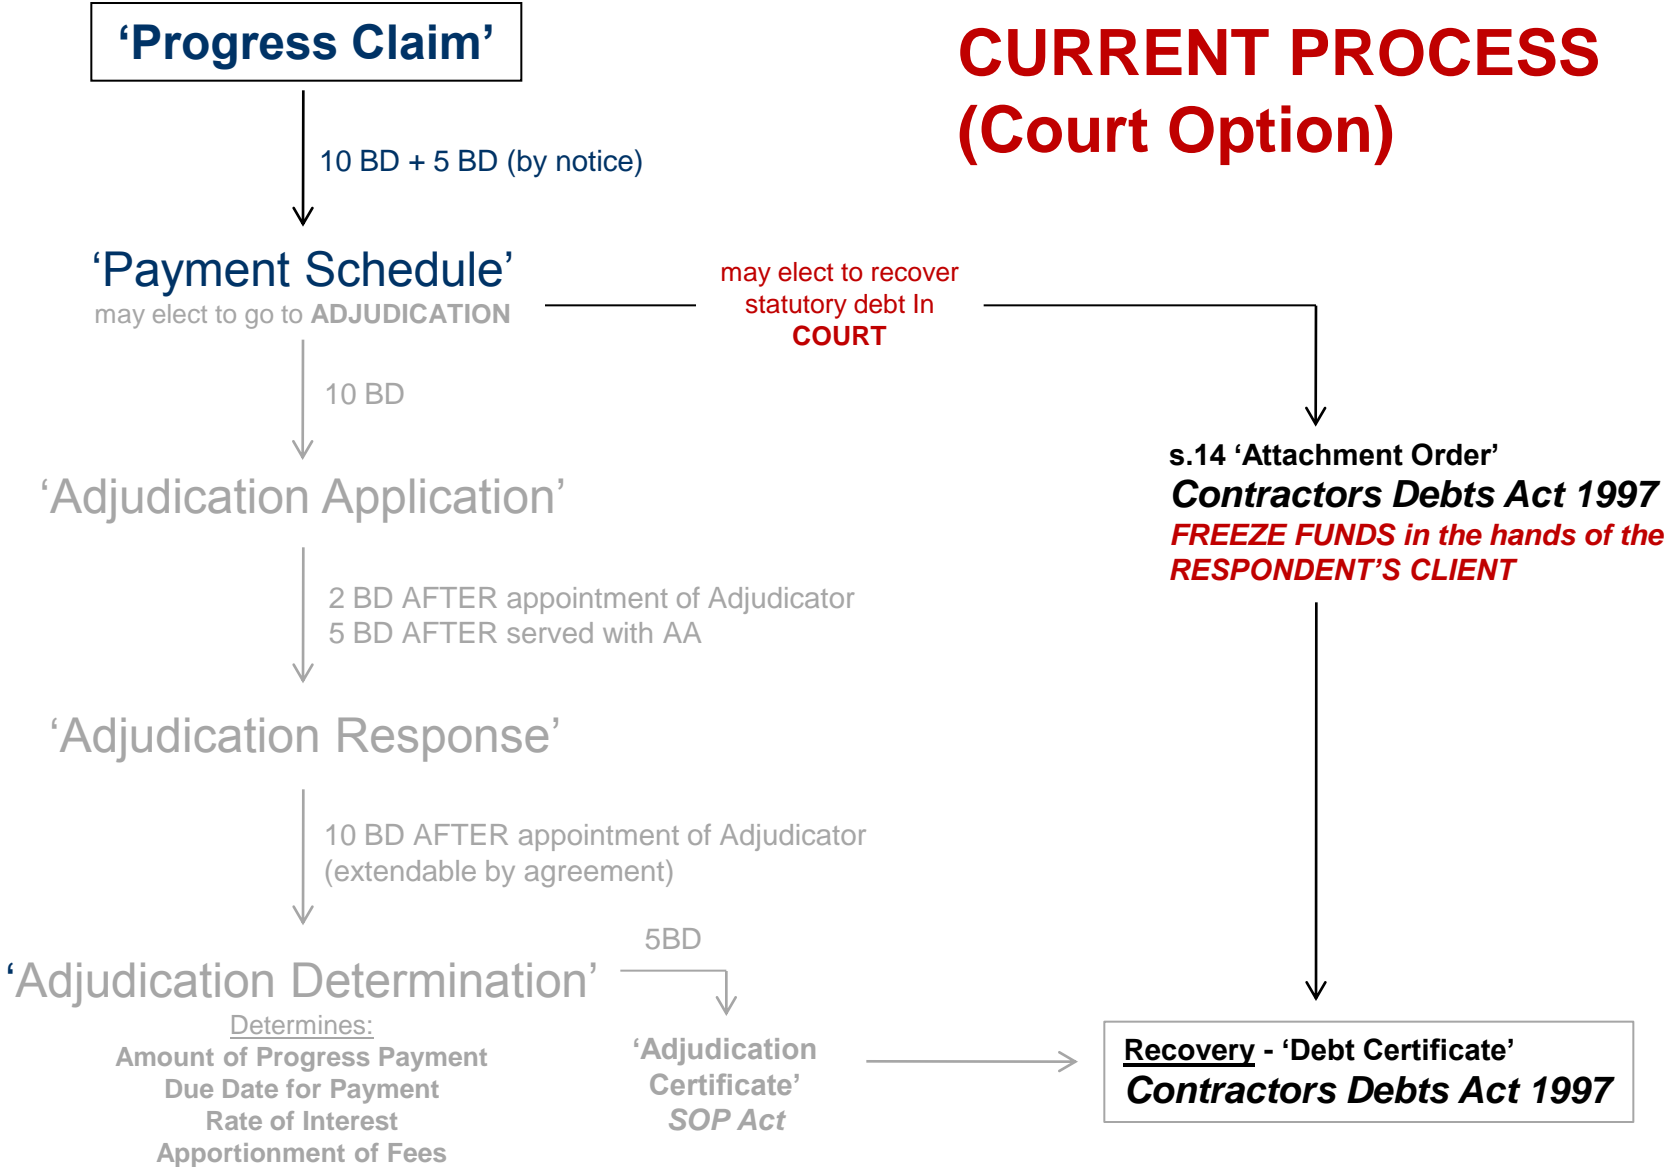 ‘Progress Claim’
CURRENT PROCESS
(Court Option)
10 BD + 5 BD (by notice)
‘Payment Schedule’
may elect to go to ADJUDICATION
may elect to recover
statutory debt In
COURT
10 BD
s.14 ‘Attachment Order’
Contractors Debts Act 1997
FREEZE FUNDS in the hands of the
RESPONDENT’S CLIENT
‘Adjudication Application’
2 BD AFTER appointment of Adjudicator
5 BD AFTER served with AA
‘Adjudication Response’
10 BD AFTER appointment of Adjudicator
(extendable by agreement)
5BD
‘Adjudication Determination’
Determines:
Amount of Progress Payment
Due Date for Payment
Rate of Interest
Apportionment of Fees
‘Adjudication
Certificate’
SOP Act
Recovery - ‘Debt Certificate’
Contractors Debts Act 1997